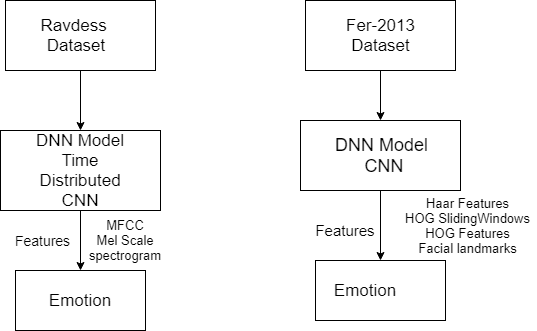 Ravdess
Dataset
DNN Model
Time
Distributed
CNN
Features
MFCC
Mel Scale
spectrogram
Emotion
Fer-2013
Dataset
DNN Model
CNN
Features
Haar Features
HOG SlidingWindows
HOG Features
Facial landmarks
Emotion